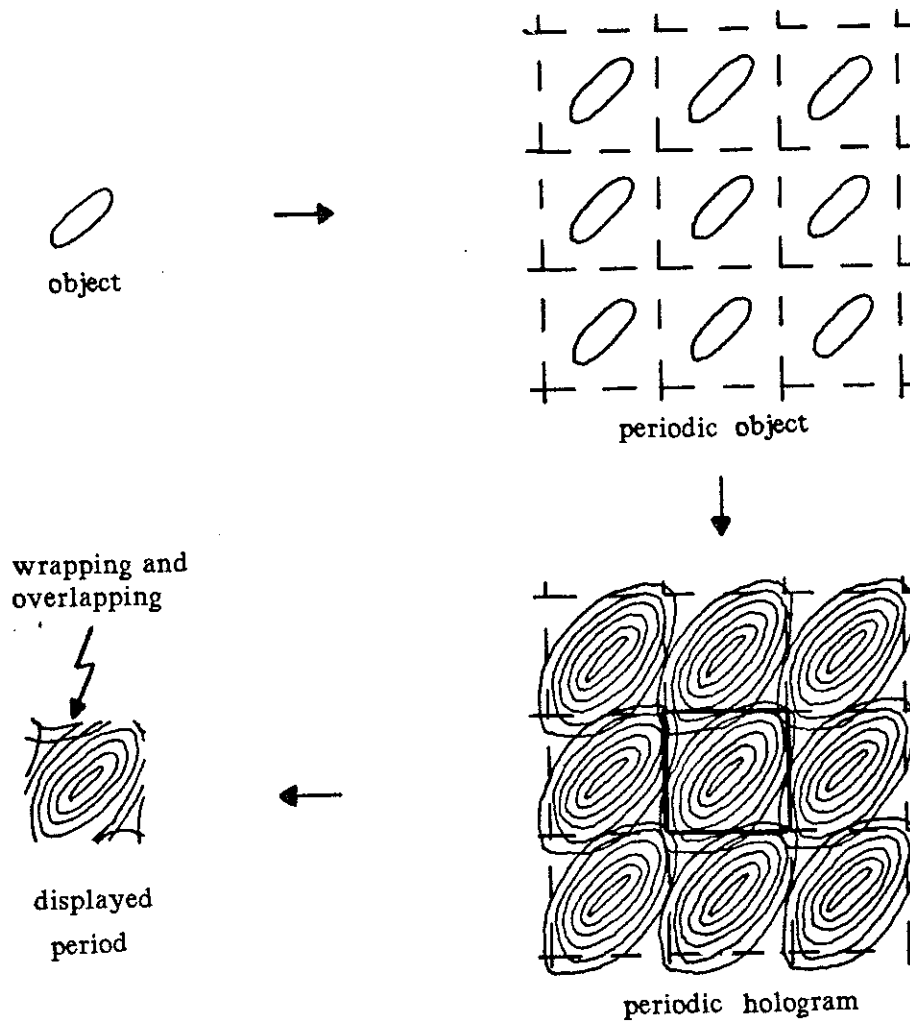 object
periodic object
wrapping and
overlapping
displayed
period
periodic hologram